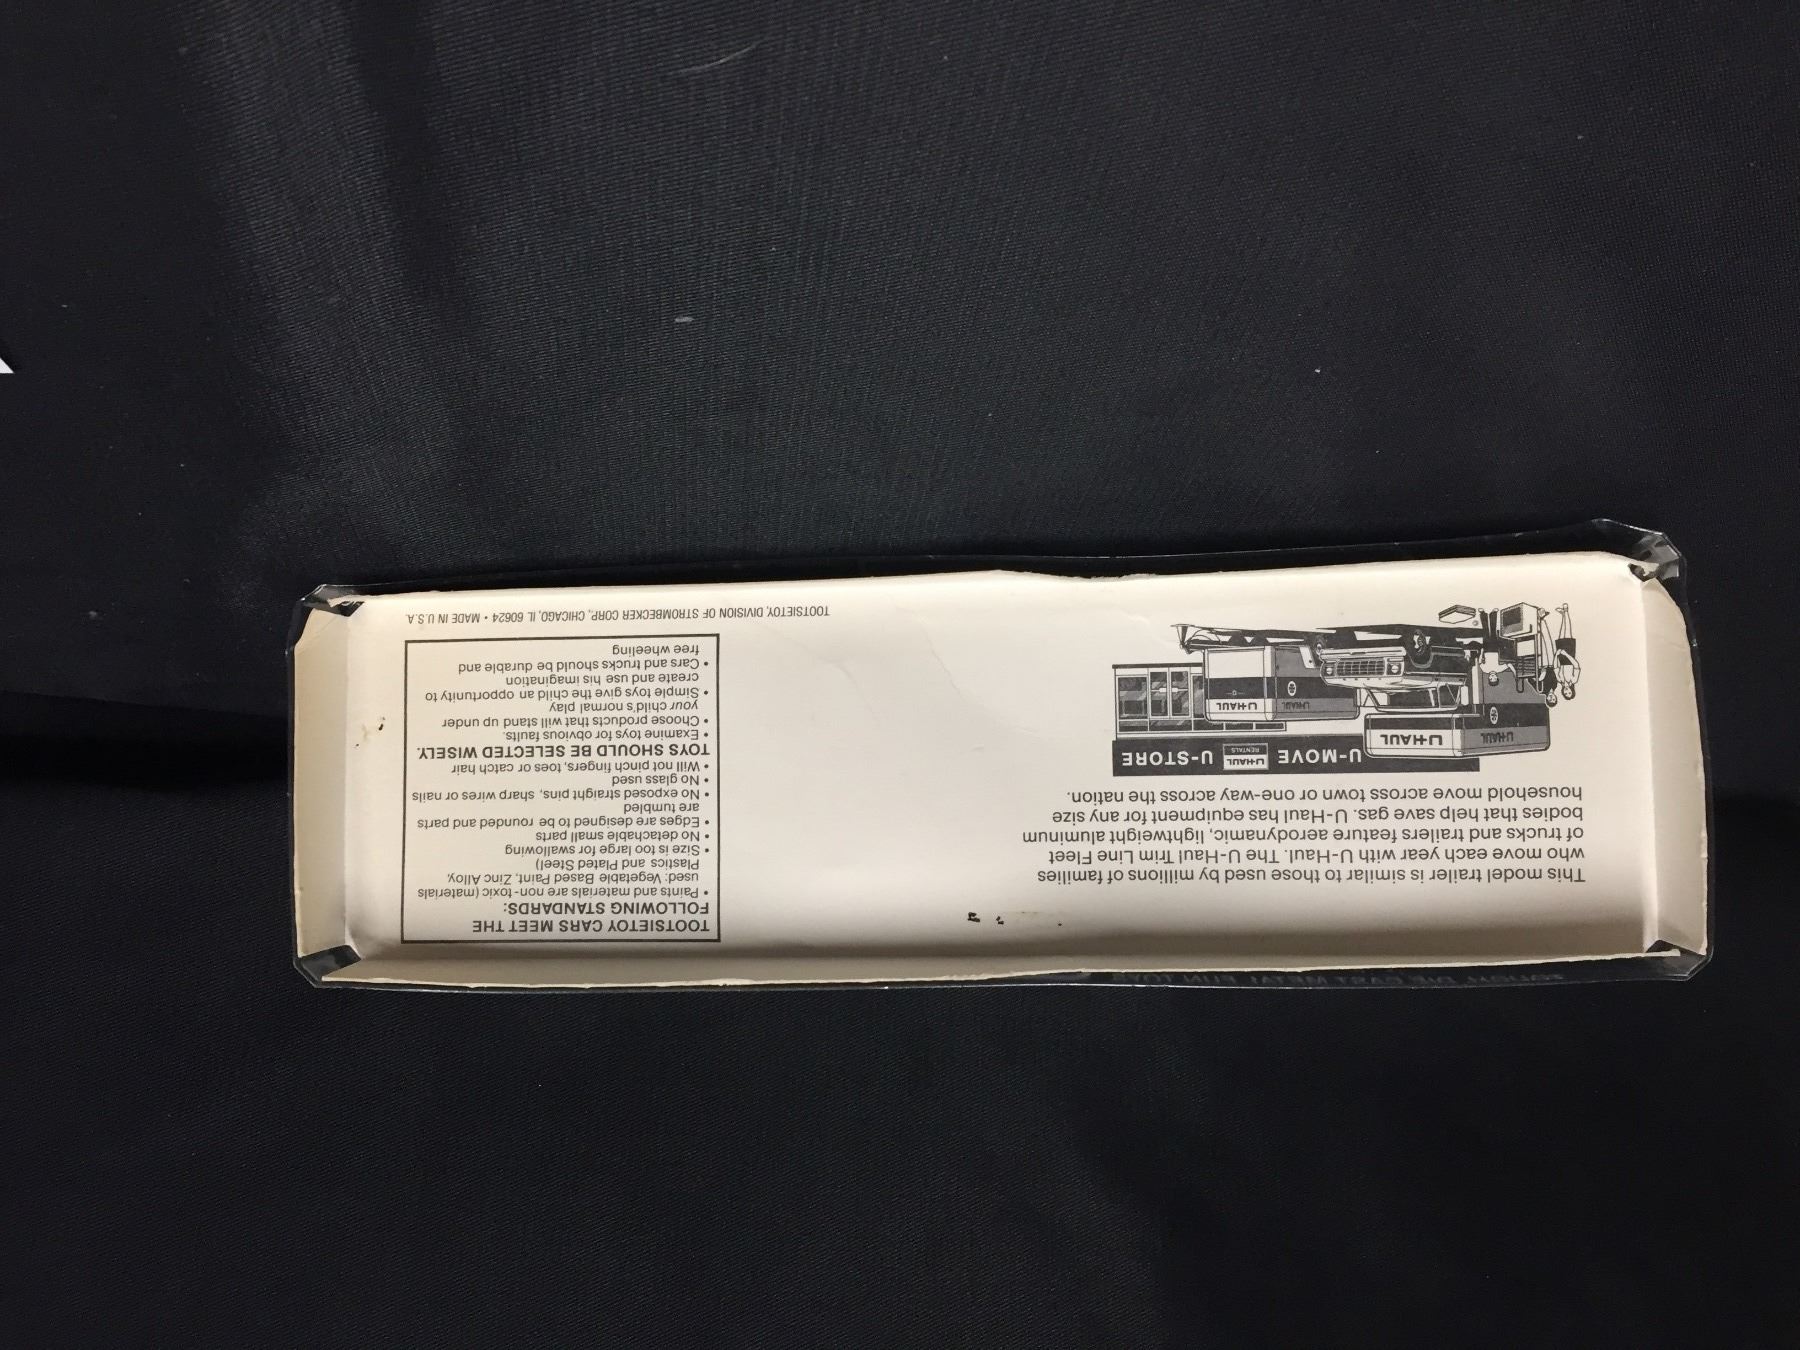 This model trailer is similar to those used by millions of families
who move each year with U-Haul. The U-Haul Trim Line Fleet
of trucks and trailers feature aerodynamic, lightweight aluminum
bodies that help save gas. U-Haul has equipment for any size
household move across town or one-way across the nation.
U-MOVE U-HAUL RENTALS U-STORE
U-HAUL U-HAUL
U-HAUL U-HAUL
TOOTSIETOY CARS MEET THE
FOLLOWING STANDARDS:
• Paints and materials are non-toxic (materials
used: Vegetable Based Paint, Zinc Alloy,
Plastics and Plated Steel)
• Size is too large for swallowing
• No detachable small parts
• Edges are designed to be rounded and parts
are tumbled
• No exposed straight pins, sharp wires or nails
• No glass used
• Will not pinch fingers, toes or catch hair
TOYS SHOULD BE SELECTED WISELY.
• Examine toys for obvious faults.
• Choose products that will stand up under
your child's normal play
• Simple toys give the child an opportunity to
create and use his imagination
• Cars and trucks should be durable and
free wheeling
TOOTSIETOY, DIVISION OF STROMBECKER CORP., CHICAGO, IL 60624 • MADE IN U.S.A.
DIE CAST METAL FUN TOYS